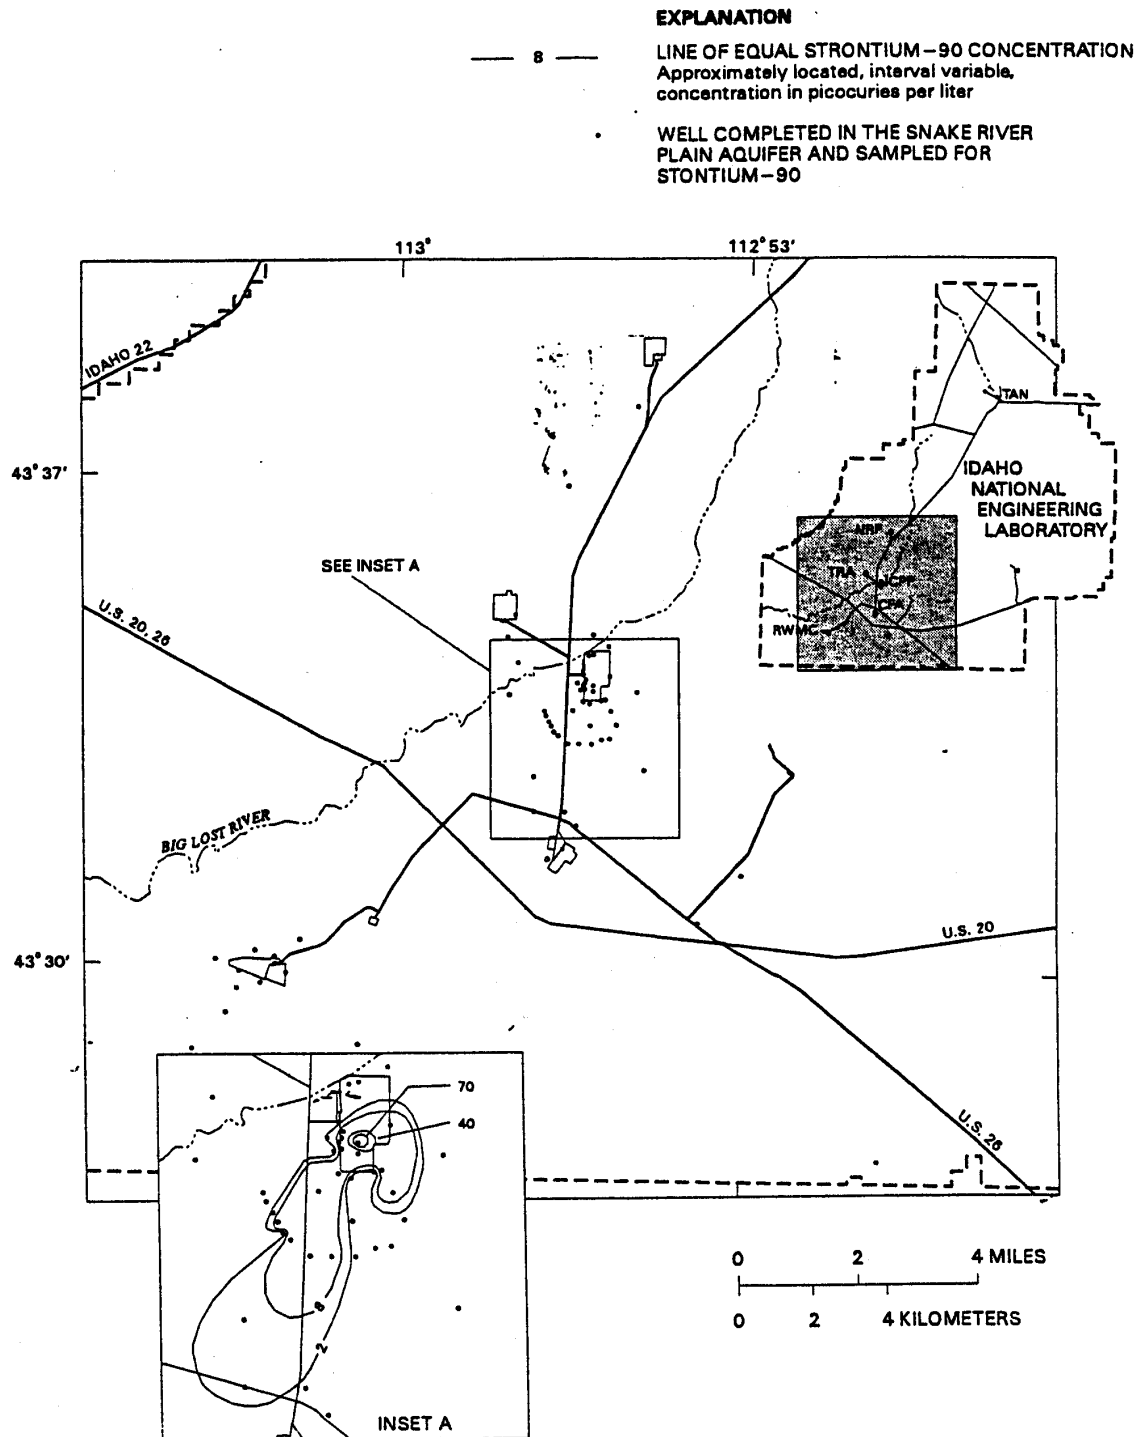 EXPLANATION
— 8 — LINE OF EQUAL STRONTIUM–90 CONCENTRATION
Approximately located, interval variable,
concentration in picocuries per liter
WELL COMPLETED IN THE SNAKE RIVER
PLAIN AQUIFER AND SAMPLED FOR
STONTIUM–90
113°
112°53'
IDAHO 22
TAN
43°37'
IDAHO
NATIONAL
ENGINEERING
LABORATORY
NRF
SEE INSET A
TRA
ICPP
CFA
U.S. 20, 26
RWMC
BIG LOST RIVER
U.S. 20
43°30'
70
40
U.S. 26
0 2 4 MILES
0 2 4 KILOMETERS
8
2
INSET A